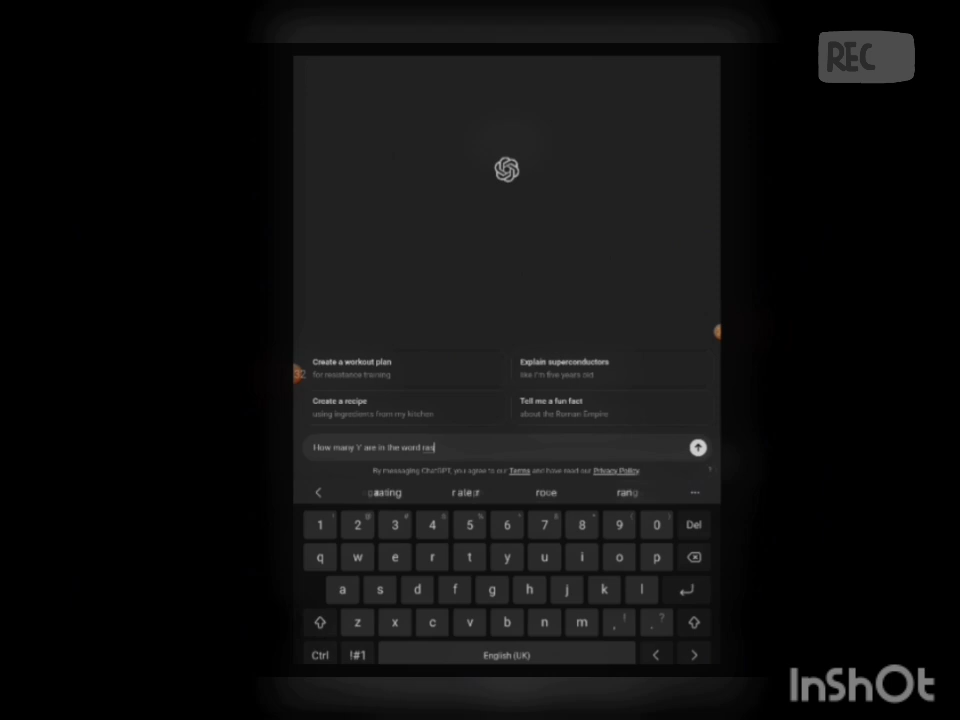 REC
Create a workout plan
for resistance training
Explain superconductors
like I'm five years old
32
Create a recipe
using ingredients from my kitchen
Tell me a fun fact
about the Roman Empire
How many 'r' are in the word ras
By messaging ChatGPT, you agree to our Terms and have read our Privacy Policy.
?
rang
1 2 3 4 5 6 7 8 9 0 Del
q w e r t y u i o p
a s d f g h j k l
z x c v b n m , ! . ?
Ctrl !#1 English (UK) < >
InShOt